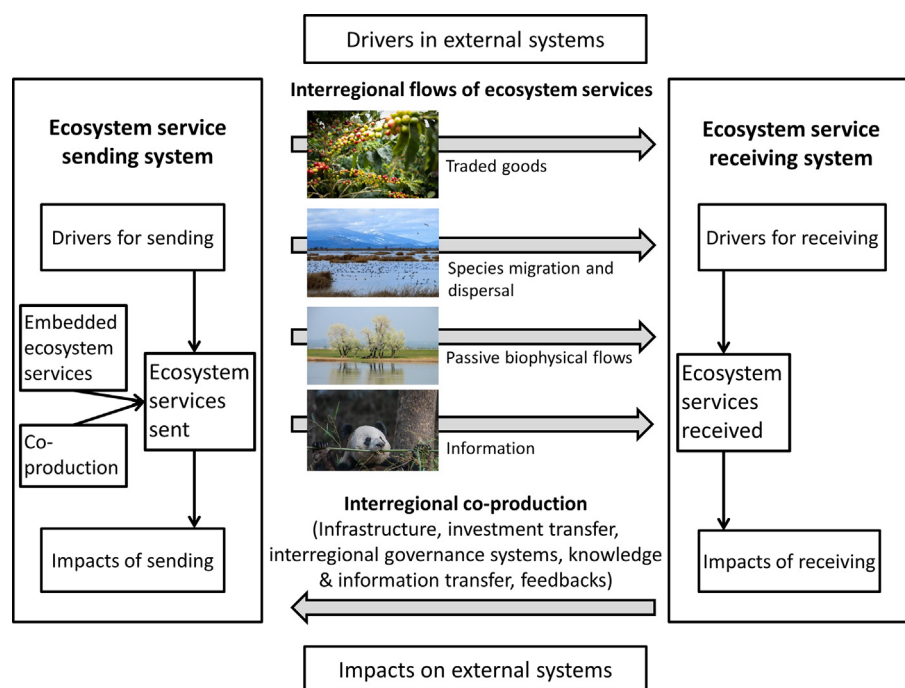 Drivers in external systems
Interregional flows of ecosystem services
Ecosystem service
sending system
Drivers for sending
Embedded
ecosystem
services
Co-
production
Ecosystem
services
sent
Impacts of sending
Traded goods
Species migration and
dispersal
Passive biophysical flows
Information
Interregional co-production
(Infrastructure, investment transfer,
interregional governance systems, knowledge
& information transfer, feedbacks)
Ecosystem service
receiving system
Drivers for receiving
Ecosystem
services
received
Impacts of receiving
Impacts on external systems